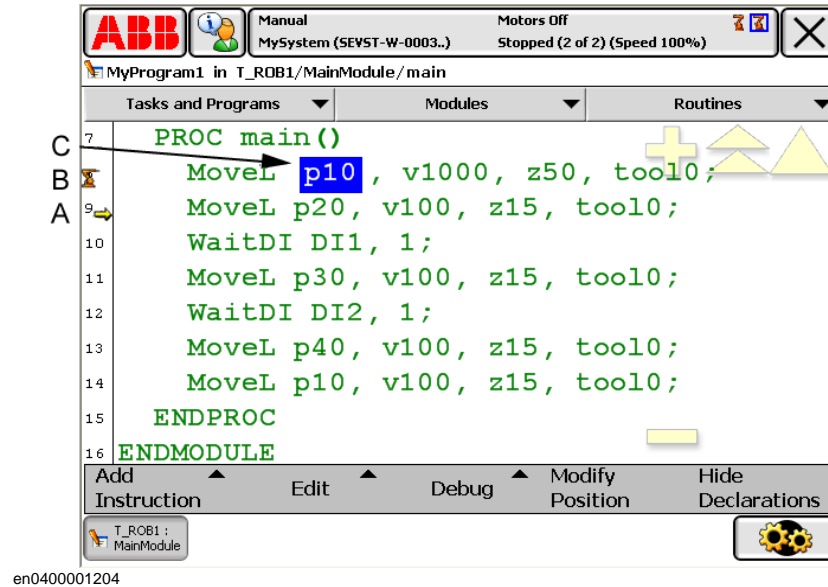 ABB
Manual Motors Off
MySystem (SEVST-W-0003..) Stopped (2 of 2) (Speed 100%)
MyProgram1 in T_ROB1/MainModule/main
Tasks and Programs Modules Routines
C
7 PROC main()
B MoveL p10 , v1000, z50, tool0;
A 9 MoveL p20, v100, z15, tool0;
10 WaitDI DI1, 1;
11 MoveL p30, v100, z15, tool0;
12 WaitDI DI2, 1;
13 MoveL p40, v100, z15, tool0;
14 MoveL p10, v100, z15, tool0;
15 ENDPROC
16 ENDMODULE
Add Instruction Edit Debug Modify Position Hide Declarations
T_ROB1 :
MainModule
en0400001204